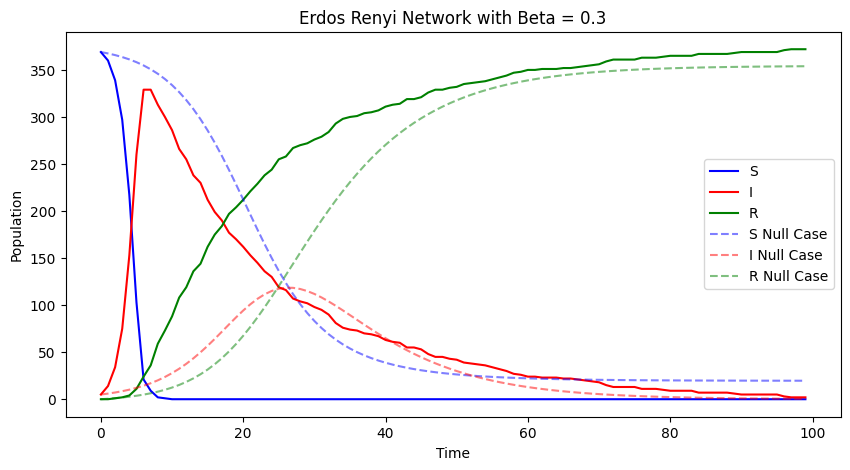 Erdos Renyi Network with Beta = 0.3
Population
350
300
250
200
150
100
50
0
S
I
R
S Null Case
I Null Case
R Null Case
0
20
40
60
80
100
Time